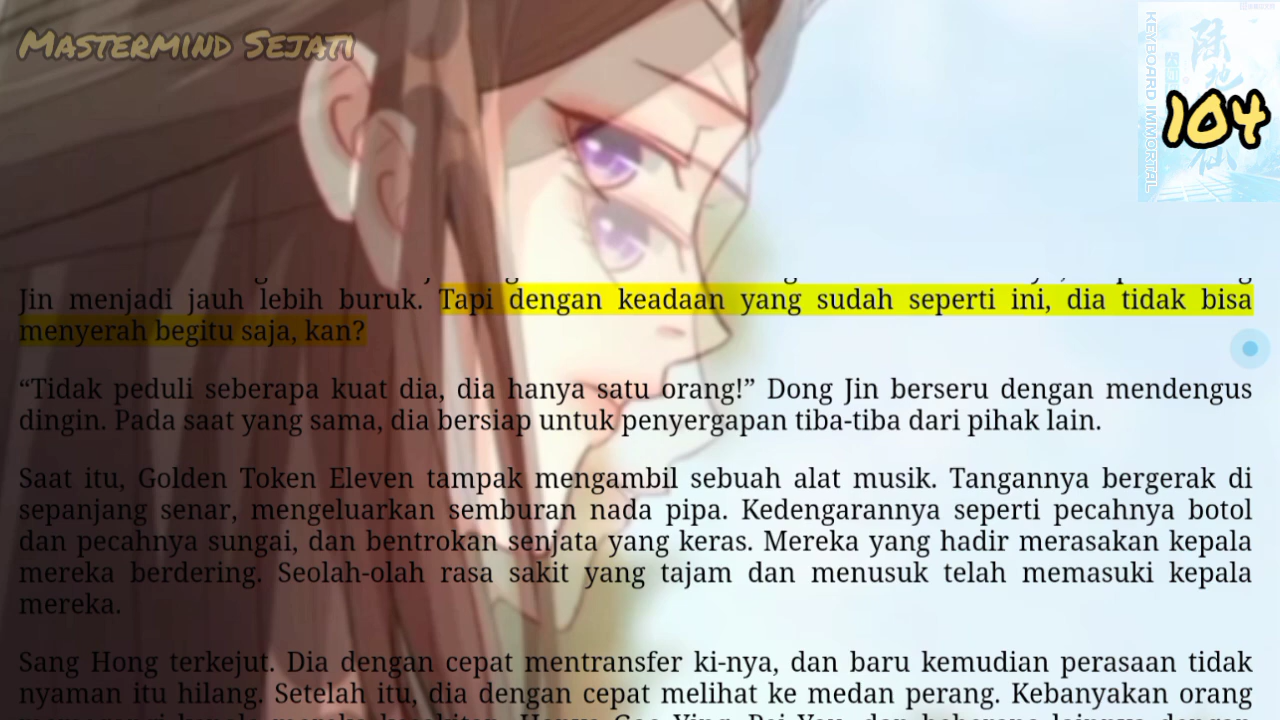 Mastermind Sejati
KEYBOARD IMMORTAL
104
Jin menjadi jauh lebih buruk. Tapi dengan keadaan yang sudah seperti ini, dia tidak bisa
menyerah begitu saja, kan?
“Tidak peduli seberapa kuat dia, dia hanya satu orang!” Dong Jin berseru dengan mendengus
dingin. Pada saat yang sama, dia bersiap untuk penyergapan tiba-tiba dari pihak lain.
Saat itu, Golden Token Eleven tampak mengambil sebuah alat musik. Tangannya bergerak di
sepanjang senar, mengeluarkan semburan nada pipa. Kedengarannya seperti pecahnya botol
dan pecahnya sungai, dan bentrokan senjata yang keras. Mereka yang hadir merasakan kepala
mereka berdering. Seolah-olah rasa sakit yang tajam dan menusuk telah memasuki kepala
mereka.
Sang Hong terkejut. Dia dengan cepat mentransfer ki-nya, dan baru kemudian perasaan tidak
nyaman itu hilang. Setelah itu, dia dengan cepat melihat ke medan perang. Kebanyakan orang